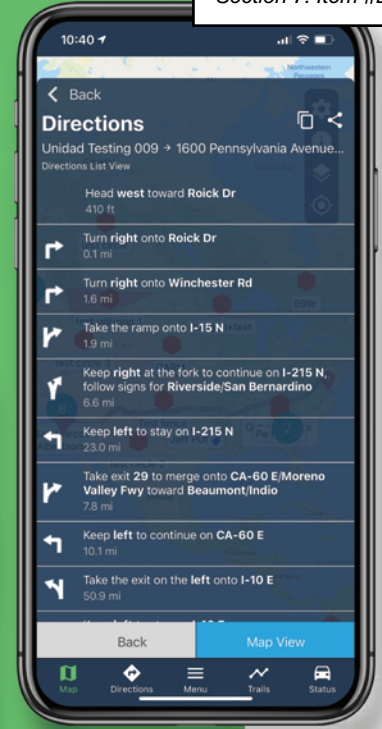 10:40
Northwestern
Passages
Back
Directions
Unidad Testing 009 → 1600 Pennsylvania Avenue...
Directions List View
Head west toward Roick Dr
410 ft
Turn right onto Roick Dr
0.1 mi
Turn right onto Winchester Rd
1.6 mi
Take the ramp onto I-15 N
1.9 mi
Keep right at the fork to continue on I-215 N,
follow signs for Riverside/San Bernardino
6.6 mi
Keep left to stay on I-215 N
23.0 mi
Take exit 29 to merge onto CA-60 E/Moreno
Valley Fwy toward Beaumont/Indio
7.8 mi
Keep left to continue on CA-60 E
10.1 mi
Take the exit on the left onto I-10 E
50.9 mi
Back
Map View
Map
Directions
Menu
Trails
Status